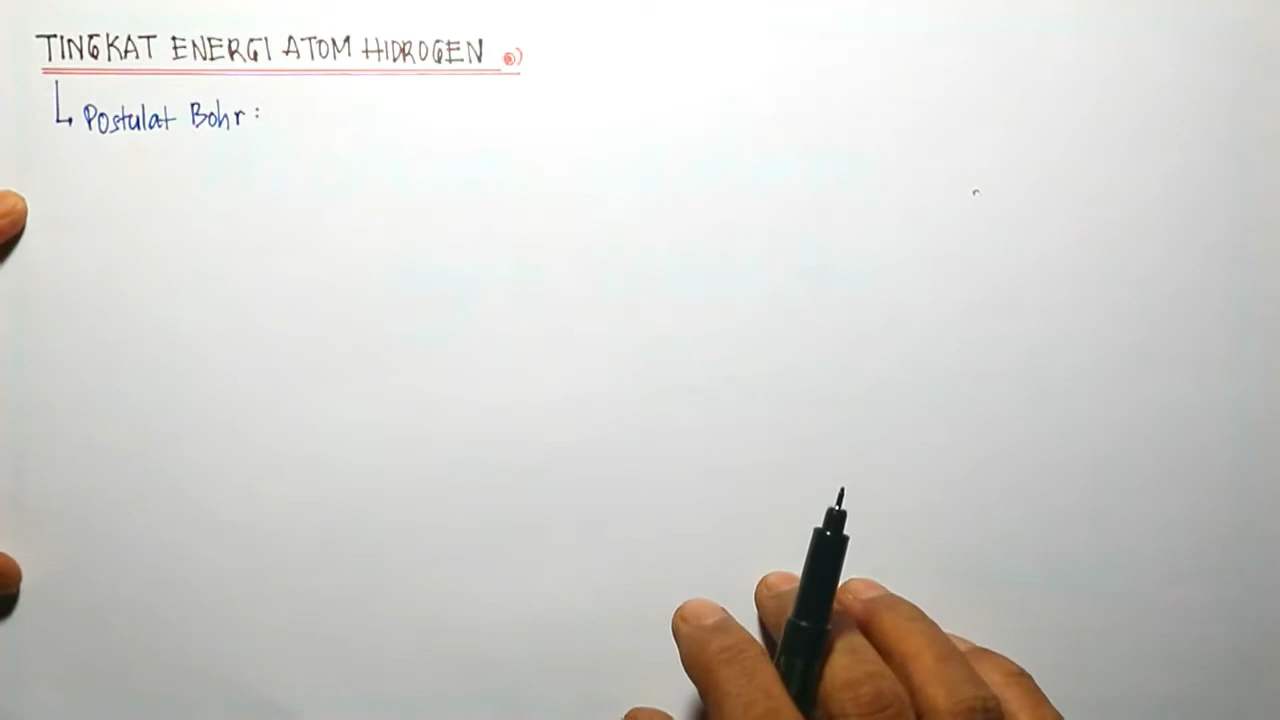 TINGKAT ENERGI ATOM HIDROGEN
Postulat Bohr :